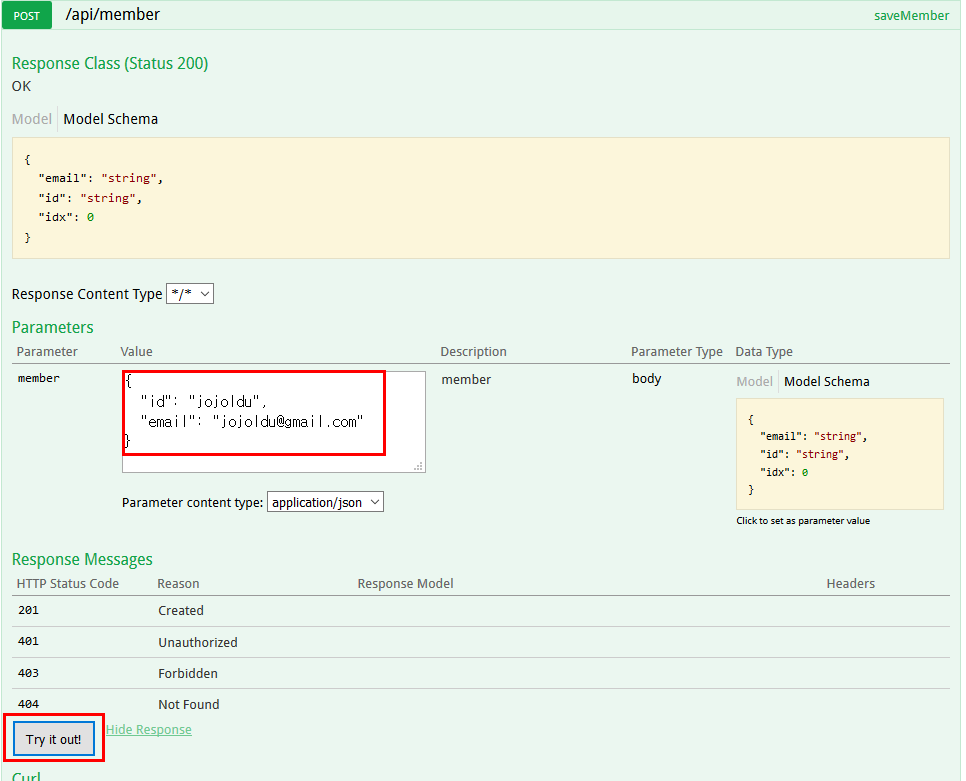 POST /api/member saveMember
Response Class (Status 200)
OK
Model Model Schema
{
"email": "string",
"id": "string",
"idx": 0
}
Response Content Type */*
Parameters
Parameter Value Description Parameter Type Data Type
member { member body Model Model Schema
"id": "jojoldu",
"email": "jojoldu@gmail.com"
}
{
"email": "string",
"id": "string",
"idx": 0
}
Parameter content type: application/json
Click to set as parameter value
Response Messages
HTTP Status Code Reason Response Model Headers
201 Created
401 Unauthorized
403 Forbidden
404 Not Found
Try it out! Hide Response
Curl